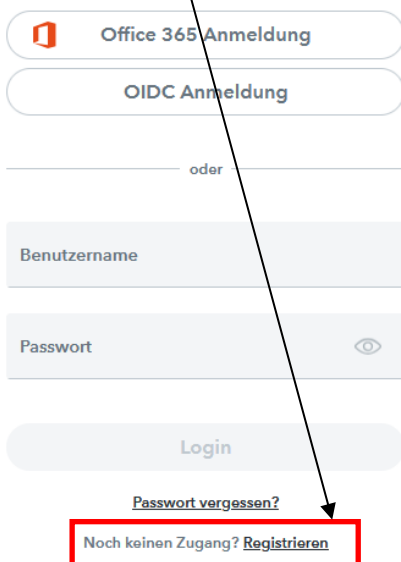 Office 365 Anmeldung
OIDC Anmeldung
oder
Benutzername
Passwort
Login
Passwort vergessen?
Noch keinen Zugang? Registrieren